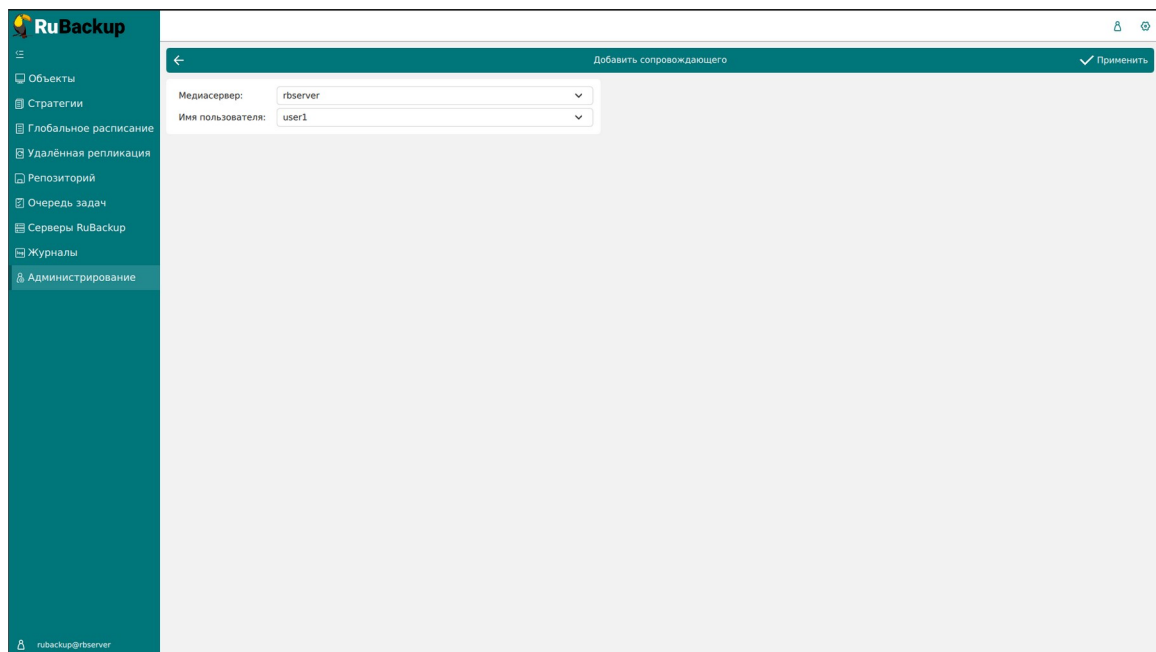 RuBackup
Добавить сопровождающего
Применить
Объекты
Стратегии
Глобальное расписание
Удалённая репликация
Репозиторий
Очередь задач
Серверы RuBackup
Журналы
Администрирование
Медиасервер: rbserver
Имя пользователя: user1
rubackup@rbserver